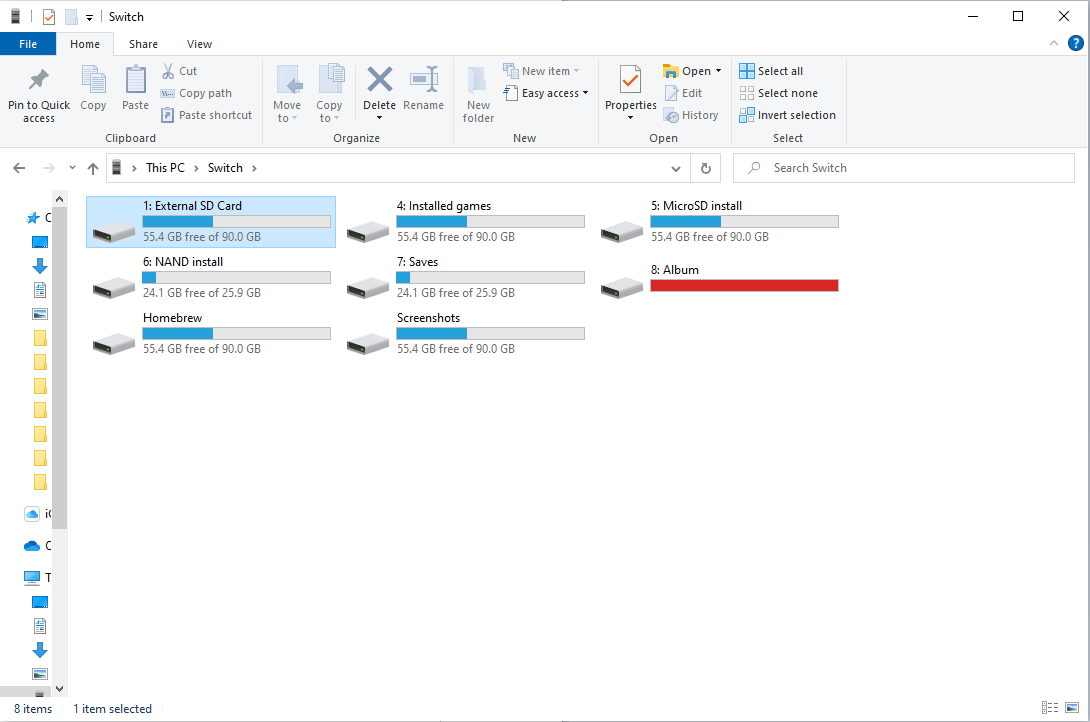 Switch
File Home Share View
Pin to Quick access
Copy
Paste
Cut
Copy path
Paste shortcut
Clipboard
Move to
Copy to
Delete
Rename
Organize
New folder
New item
Easy access
New
Properties
Open
Edit
History
Open
Select all
Select none
Invert selection
Select
This PC > Switch >
Search Switch
1: External SD Card
55.4 GB free of 90.0 GB
4: Installed games
55.4 GB free of 90.0 GB
5: MicroSD install
55.4 GB free of 90.0 GB
6: NAND install
24.1 GB free of 25.9 GB
7: Saves
24.1 GB free of 25.9 GB
8: Album
Homebrew
55.4 GB free of 90.0 GB
Screenshots
55.4 GB free of 90.0 GB
8 items 1 item selected